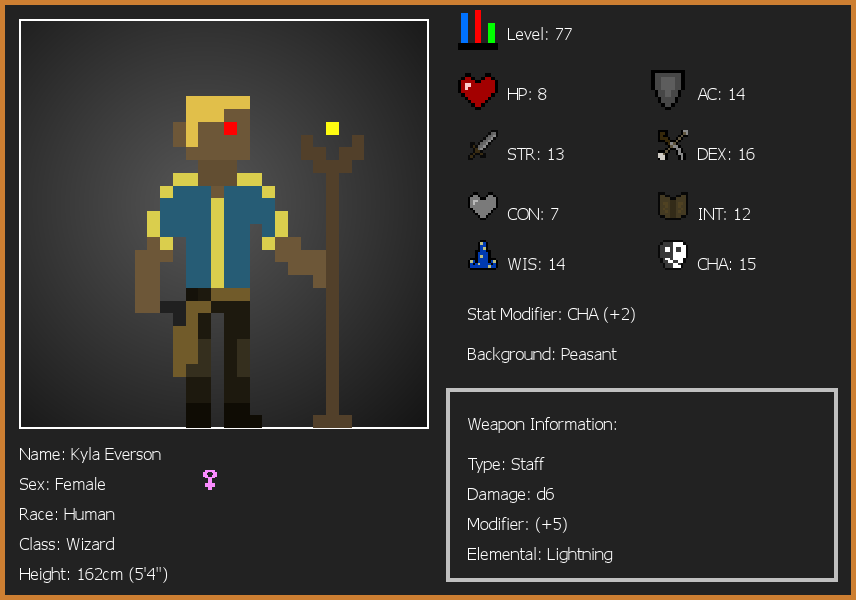 Level: 77
HP: 8
AC: 14
STR: 13
DEX: 16
CON: 7
INT: 12
WIS: 14
CHA: 15
Stat Modifier: CHA (+2)
Background: Peasant
Weapon Information:
Type: Staff
Damage: d6
Modifier: (+5)
Elemental: Lightning
Name: Kyla Everson
Sex: Female
Race: Human
Class: Wizard
Height: 162cm (5'4")